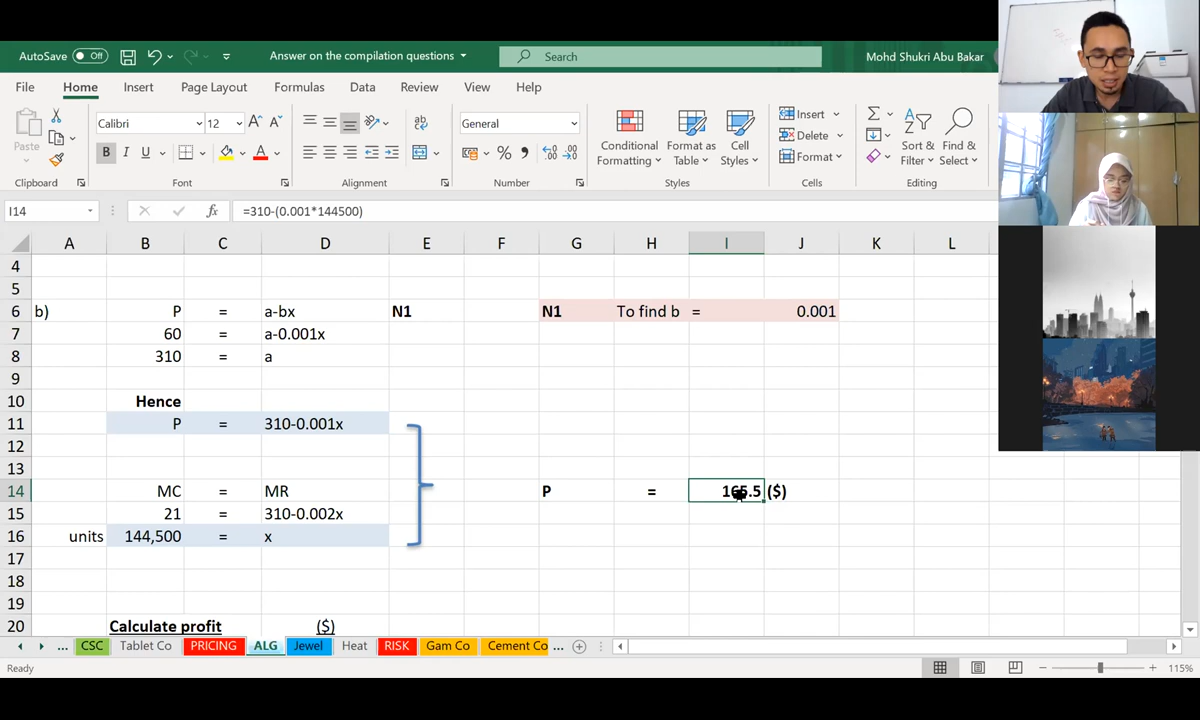 AutoSave Off Answer on the compilation questions Search Mohd Shukri Abu Bakar
File Home Insert Page Layout Formulas Data Review View Help
Paste Calibri 12 A A ab General Insert Delete Format
B I U A % , Conditional Formatting Format as Table Cell Styles Sort & Filter Find & Select
Clipboard Font Alignment Number Styles Cells Editing
I14 fx =310-(0.001*144500)
A B C D E F G H I J K L
4
5
6 b) P = a-bx N1 N1 To find b = 0.001
7 60 = a-0.001x
8 310 = a
9
10 Hence
11 P = 310-0.001x
12
13
14 MC = MR P = 165.5 ($)
15 21 = 310-0.002x
16 units 144,500 = x
17
18
19
20 Calculate profit ($)
... CSC Tablet Co PRICING ALG Jewel Heat RISK Gam Co Cement Co ...
Ready 115%